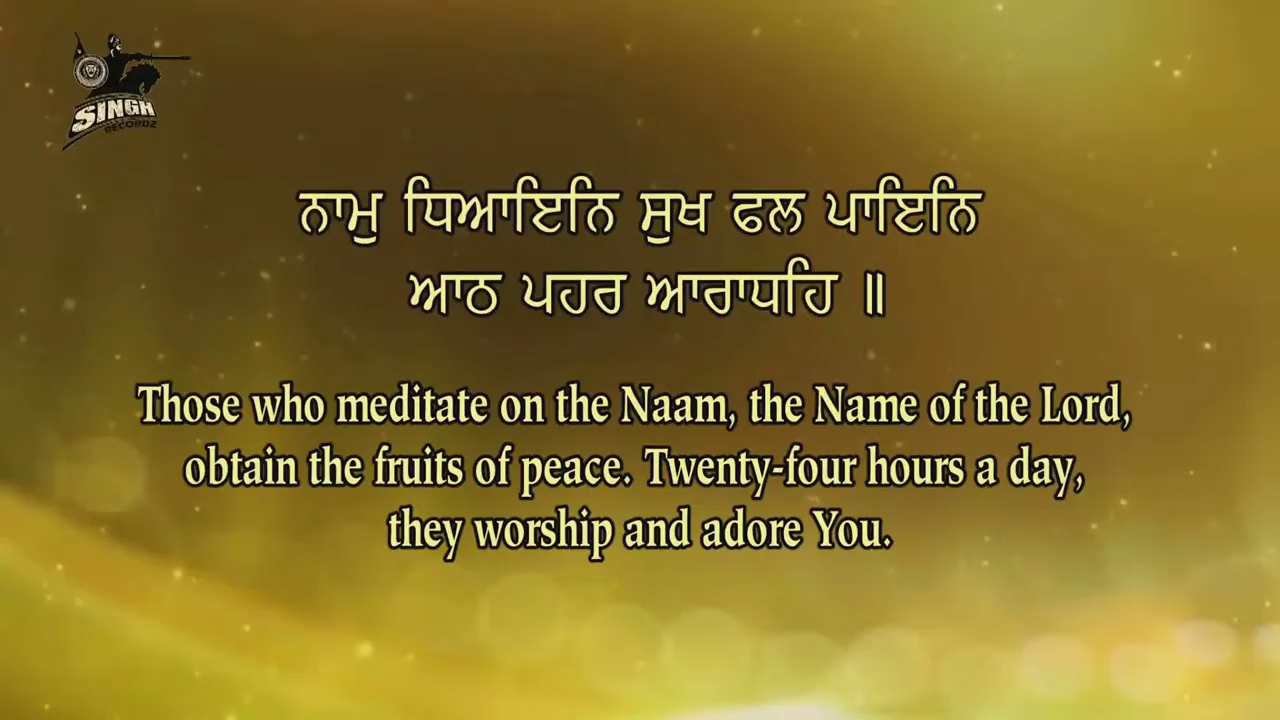 SINGH
RECORDZ
ਨਾਮੁ ਧਿਆਇਨਿ ਸੁਖ ਫਲ ਪਾਇਨਿ
ਆਠ ਪਹਰ ਆਰਾਧਹਿ ॥
Those who meditate on the Naam, the Name of the Lord,
obtain the fruits of peace. Twenty-four hours a day,
they worship and adore You.